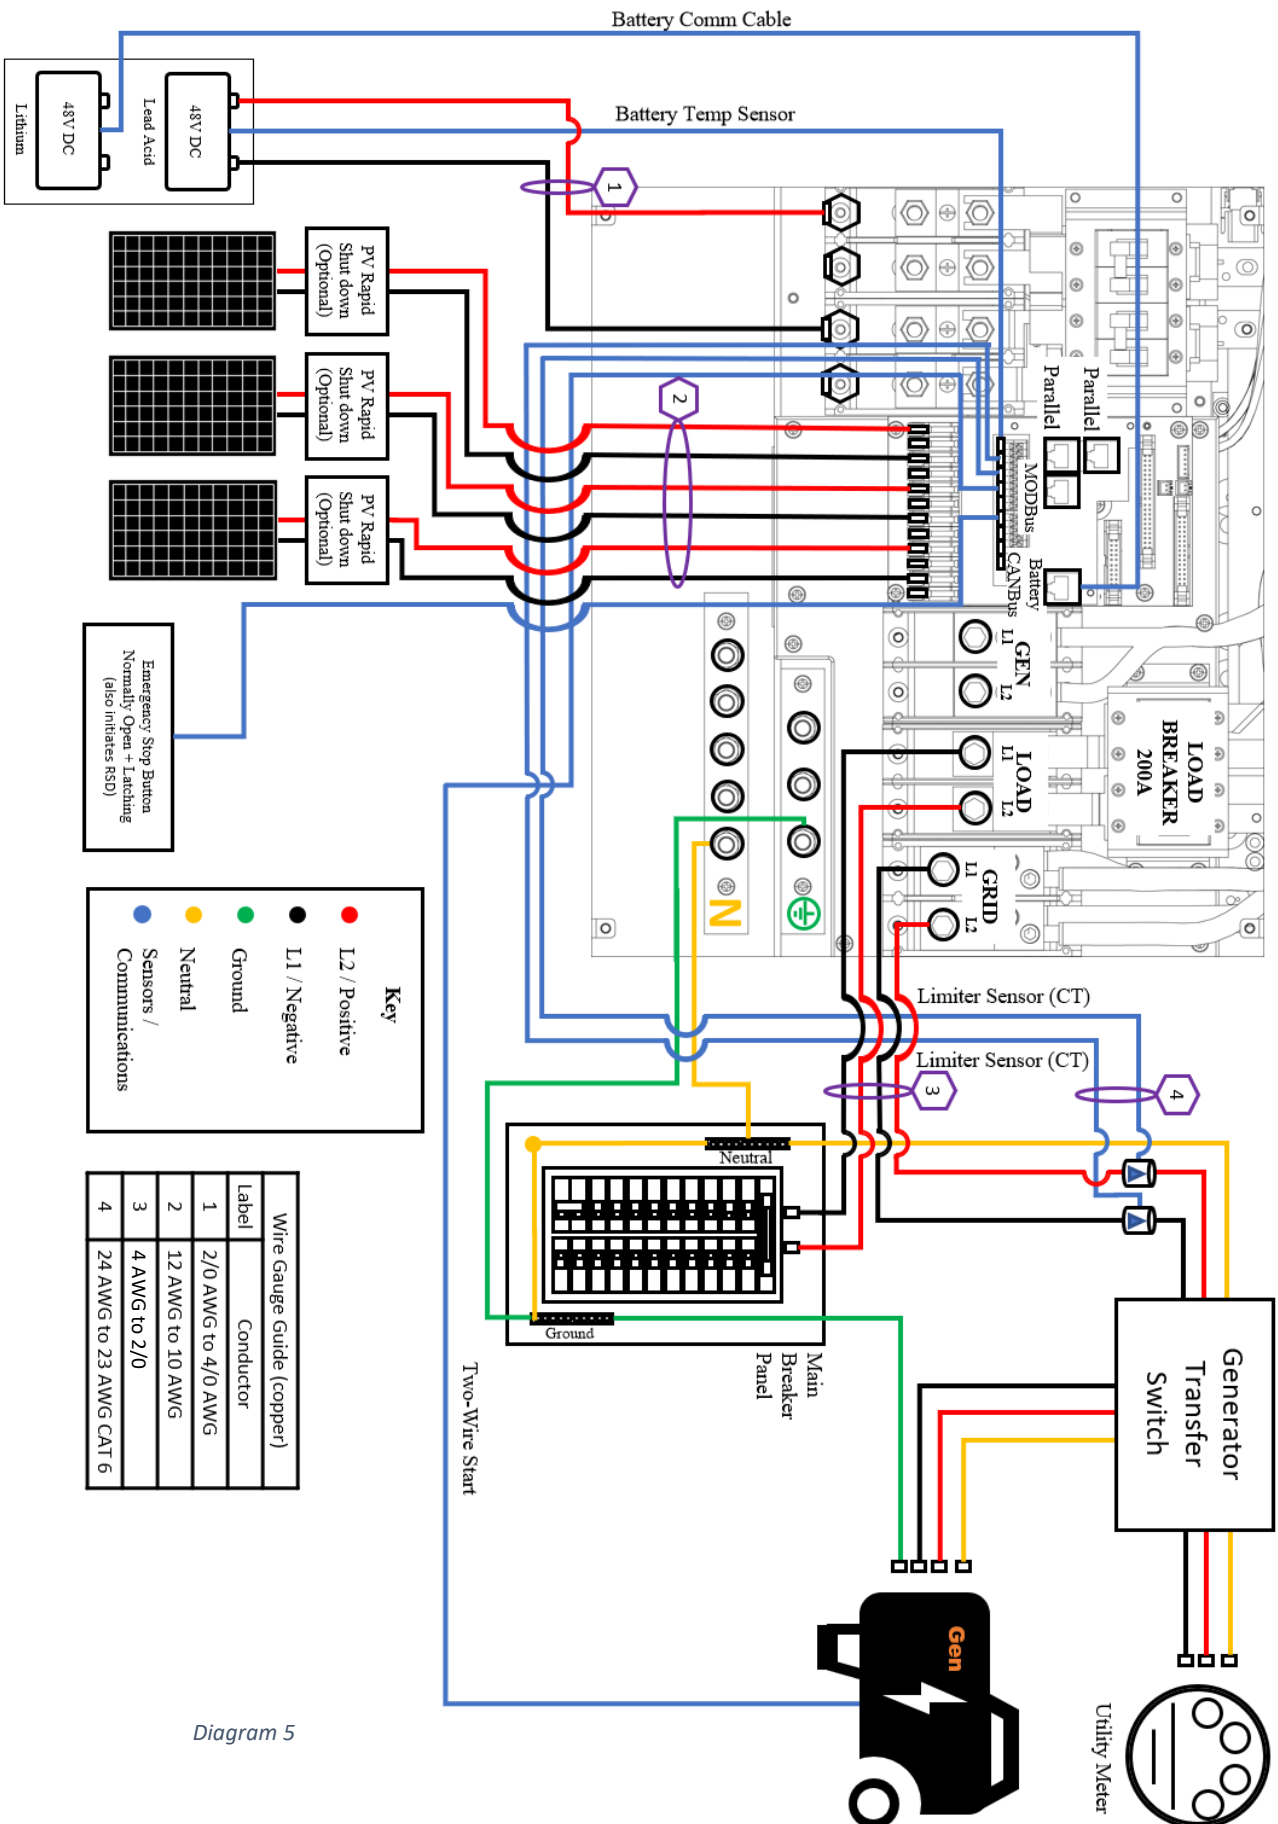 Battery Comm Cable
Battery Temp Sensor
48V DC
Lithium
48V DC
Lead Acid
1
PV Rapid
Shut down
(Optional)
PV Rapid
Shut down
(Optional)
PV Rapid
Shut down
(Optional)
2
Parallel
Parallel
MODBus
Battery
CANBus
GEN
L1
L2
LOAD
L1
L2
LOAD
BREAKER
200A
GRID
L1
L2
N
Emergency Stop Button
Normally Open + Latching
(also initiates RSD)
Key
L2 / Positive
L1 / Negative
Ground
Neutral
Sensors /
Communications
Limiter Sensor (CT)
Limiter Sensor (CT)
3
4
Neutral
Ground
Main
Breaker
Panel
Two-Wire Start
Generator
Transfer
Switch
Gen
Utility Meter
Wire Gauge Guide (copper)
Label Conductor
1 2/0 AWG to 4/0 AWG
2 12 AWG to 10 AWG
3 4 AWG to 2/0
4 24 AWG to 23 AWG CAT 6
Diagram 5